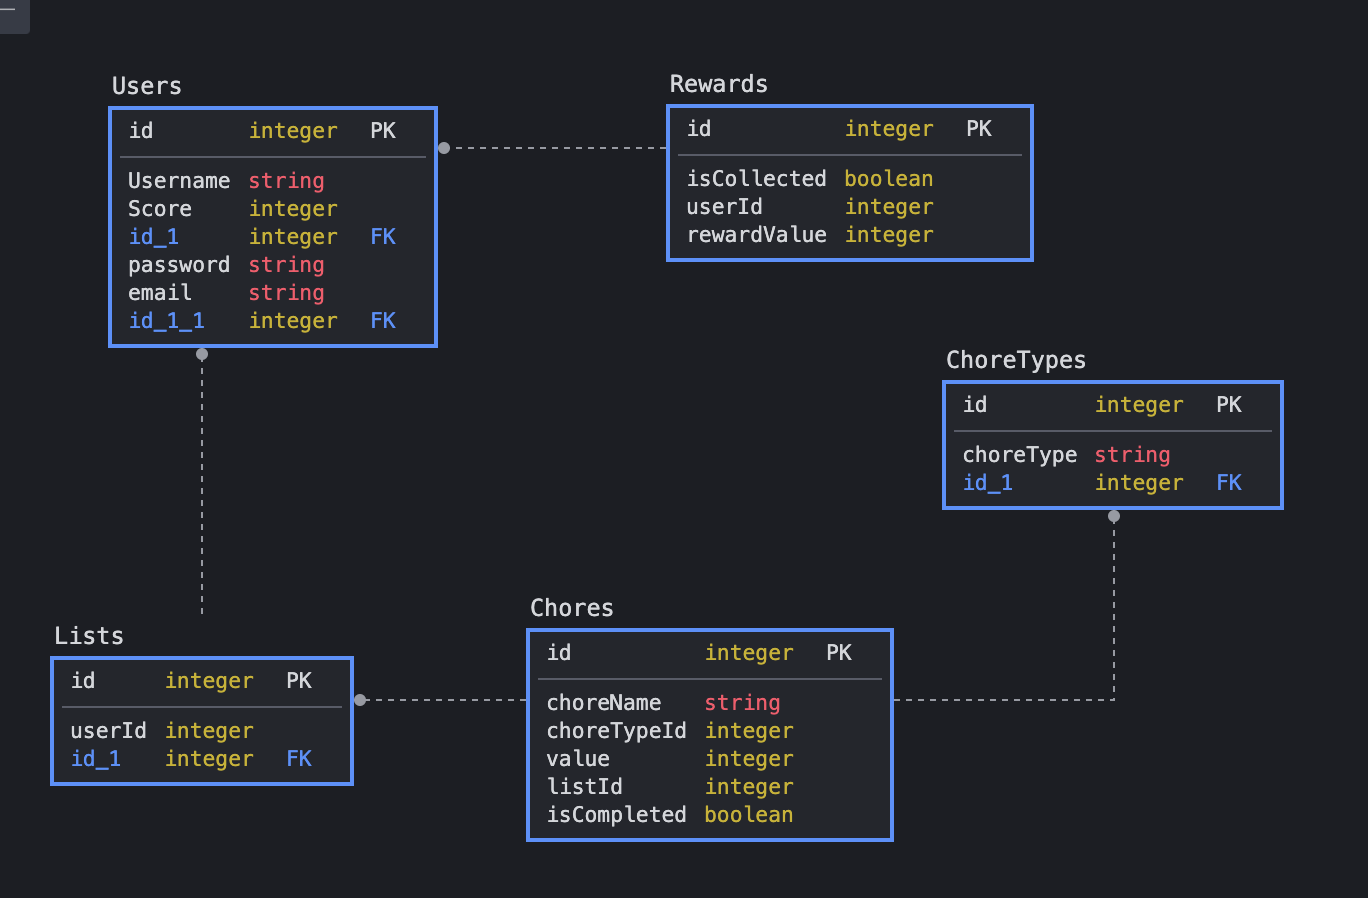 Users
id integer PK
Username string
Score integer
id_1 integer FK
password string
email string
id_1_1 integer FK
Rewards
id integer PK
isCollected boolean
userId integer
rewardValue integer
ChoreTypes
id integer PK
choreType string
id_1 integer FK
Lists
id integer PK
userId integer
id_1 integer FK
Chores
id integer PK
choreName string
choreTypeId integer
value integer
listId integer
isCompleted boolean